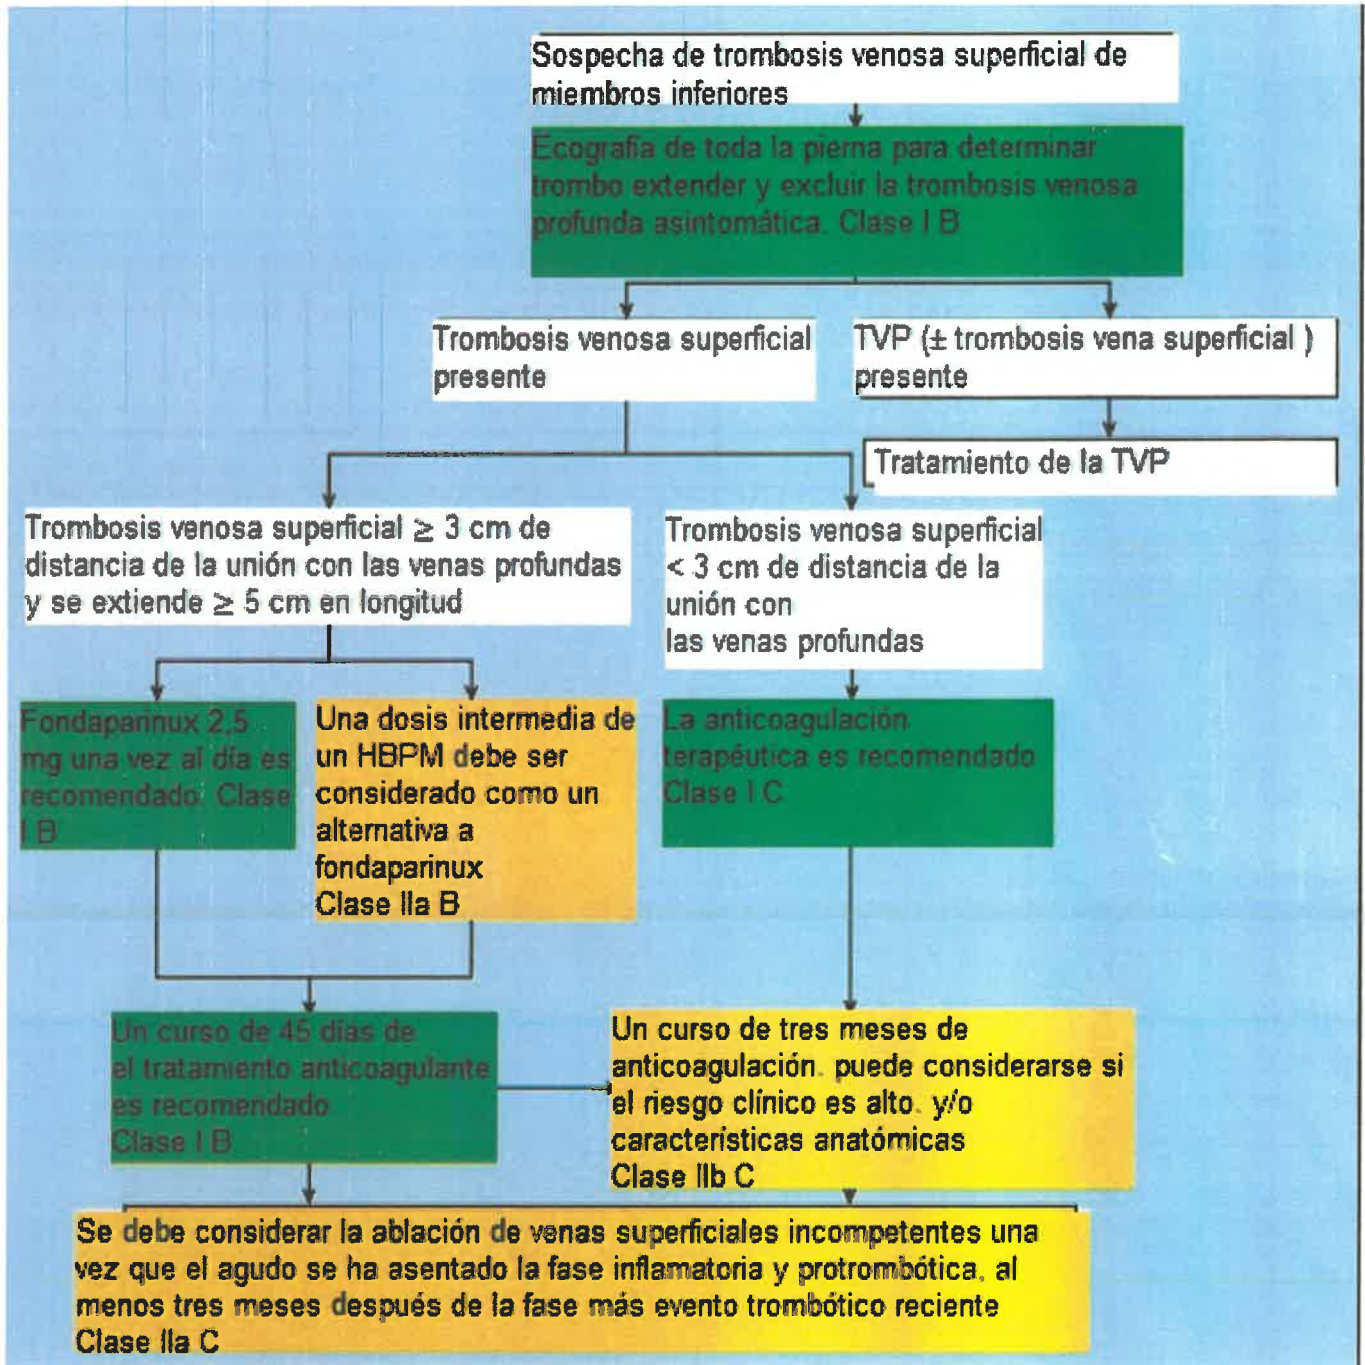 Sospecha de trombosis venosa superficial de
miembros inferiores
Ecografía de toda la pierna para determinar
trombo extender y excluir la trombosis venosa
profunda asintomática. Clase I B
Trombosis venosa superficial
presente
TVP (± trombosis vena superficial )
presente
Tratamiento de la TVP
Trombosis venosa superficial ≥ 3 cm de
distancia de la unión con las venas profundas
y se extiende ≥ 5 cm en longitud
Trombosis venosa superficial
< 3 cm de distancia de la
unión con
las venas profundas
Fondaparinux 2,5
mg una vez al día es
recomendado. Clase
I B
Una dosis intermedia de
un HBPM debe ser
considerado como un
alternativa a
fondaparinux
Clase IIa B
La anticoagulación
terapéutica es recomendado
Clase I C
Un curso de 45 días de
el tratamiento anticoagulante
es recomendado
Clase I B
Un curso de tres meses de
anticoagulación. puede considerarse si
el riesgo clínico es alto. y/o
características anatómicas
Clase IIb C
Se debe considerar la ablación de venas superficiales incompetentes una
vez que el agudo se ha asentado la fase inflamatoria y protrombótica, al
menos tres meses después de la fase más evento trombótico reciente
Clase IIa C